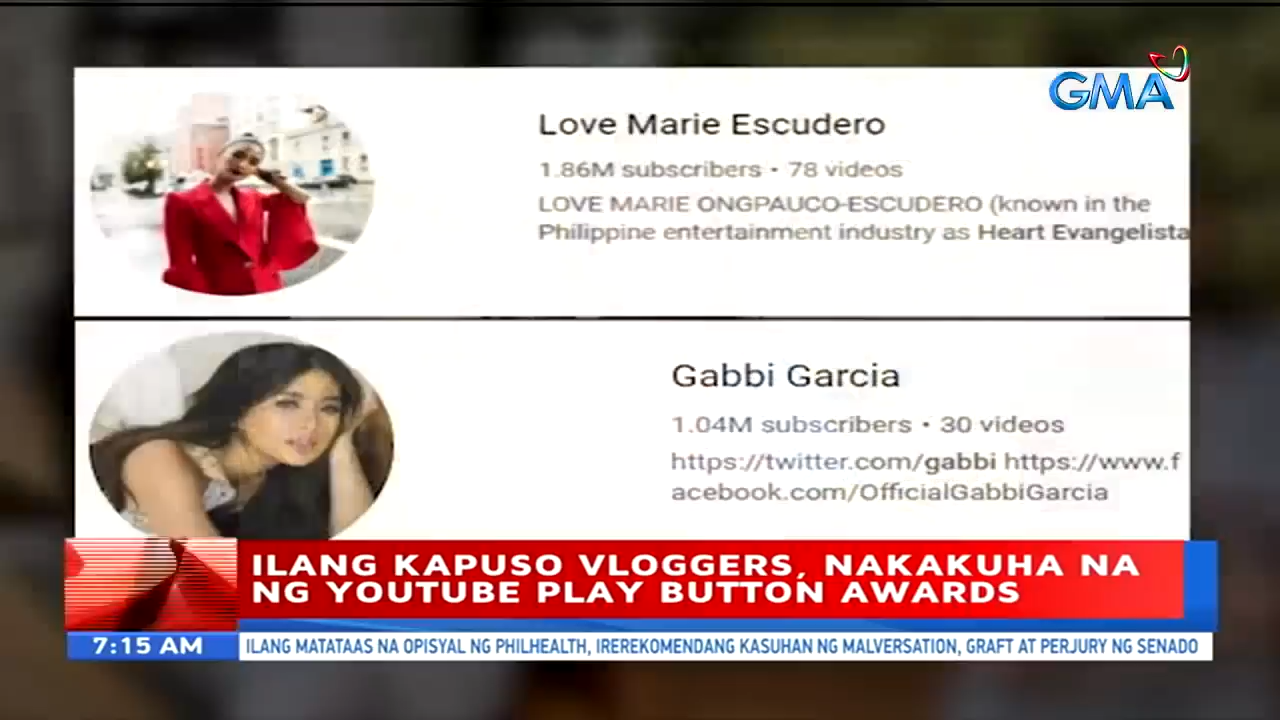 GMA
Love Marie Escudero
1.86M subscribers • 78 videos
LOVE MARIE ONGPAUCO-ESCUDERO (known in the
Philippine entertainment industry as Heart Evangelista
Gabbi Garcia
1.04M subscribers • 30 videos
https://twitter.com/gabbi https://www.f
acebook.com/OfficialGabbiGarcia
ILANG KAPUSO VLOGGERS, NAKAKUHA NA
NG YOUTUBE PLAY BUTTON AWARDS
7:15 AM
ILANG MATATAAS NA OPISYAL NG PHILHEALTH, IREREKOMENDANG KASUHAN NG MALVERSATION, GRAFT AT PERJURY NG SENADO